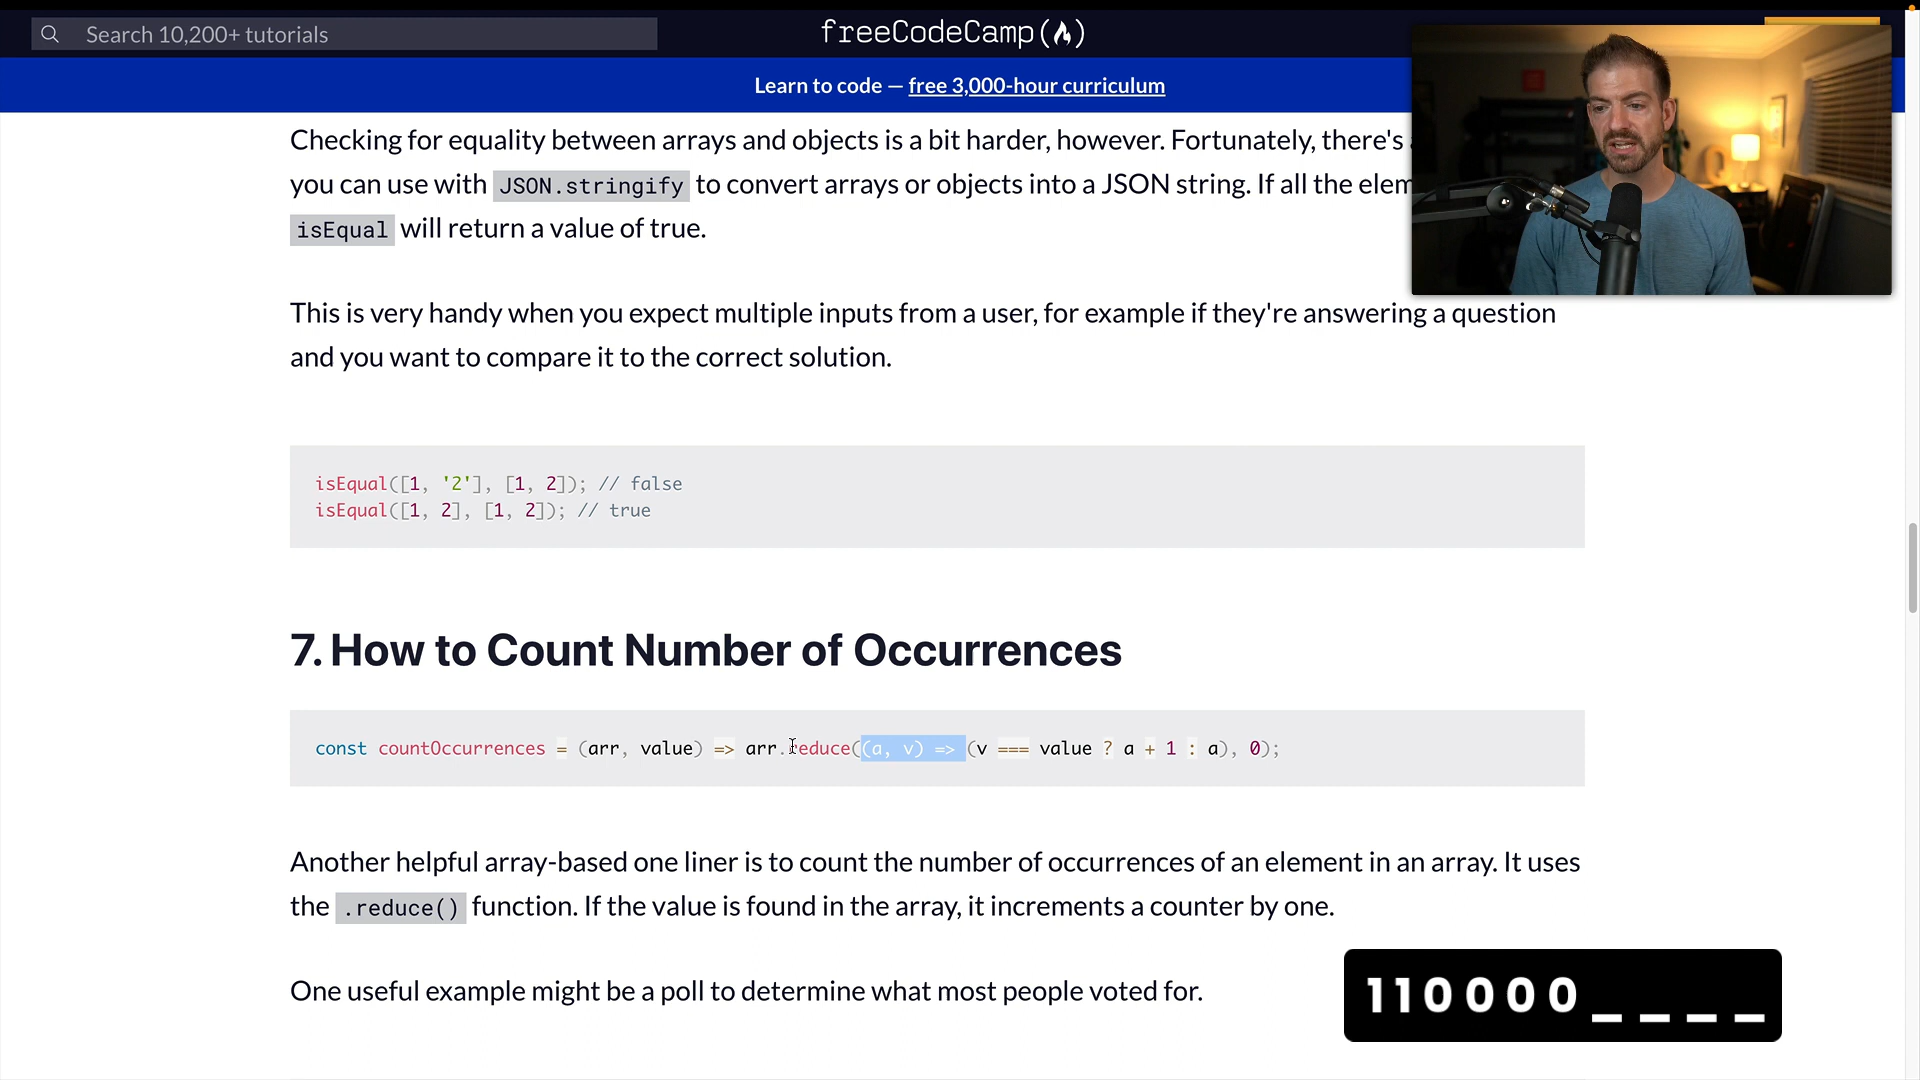 Search 10,200+ tutorials
freeCodeCamp
Learn to code — free 3,000-hour curriculum
Checking for equality between arrays and objects is a bit harder, however. Fortunately, there's
you can use with JSON.stringify to convert arrays or objects into a JSON string. If all the elem
isEqual will return a value of true.
This is very handy when you expect multiple inputs from a user, for example if they're answering a question
and you want to compare it to the correct solution.
isEqual([1, '2'], [1, 2]); // false
isEqual([1, 2], [1, 2]); // true
7. How to Count Number of Occurrences
const countOccurrences = (arr, value) => arr.reduce((a, v) => (v === value ? a + 1 : a), 0);
Another helpful array-based one liner is to count the number of occurrences of an element in an array. It uses
the .reduce() function. If the value is found in the array, it increments a counter by one.
One useful example might be a poll to determine what most people voted for.
110000____